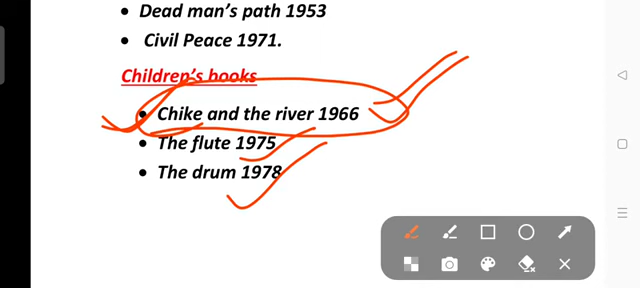 • Dead man's path 1953
• Civil Peace 1971.
Children's books
• Chike and the river 1966
• The flute 1975
• The drum 1978